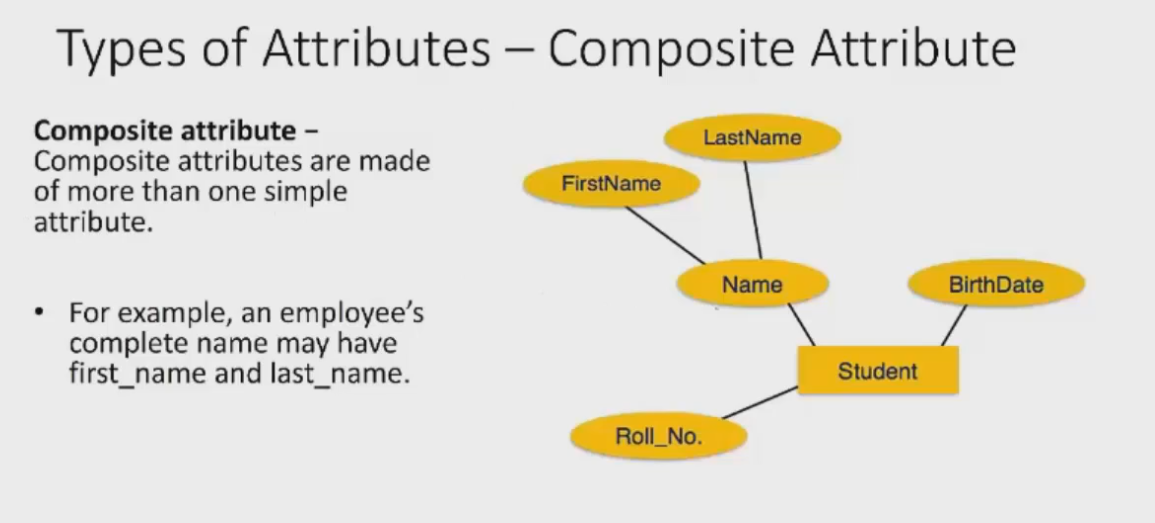 Types of Attributes – Composite Attribute
Composite attribute –
Composite attributes are made
of more than one simple
attribute.
• For example, an employee's
complete name may have
first_name and last_name.
LastName
FirstName
Name
BirthDate
Student
Roll_No.